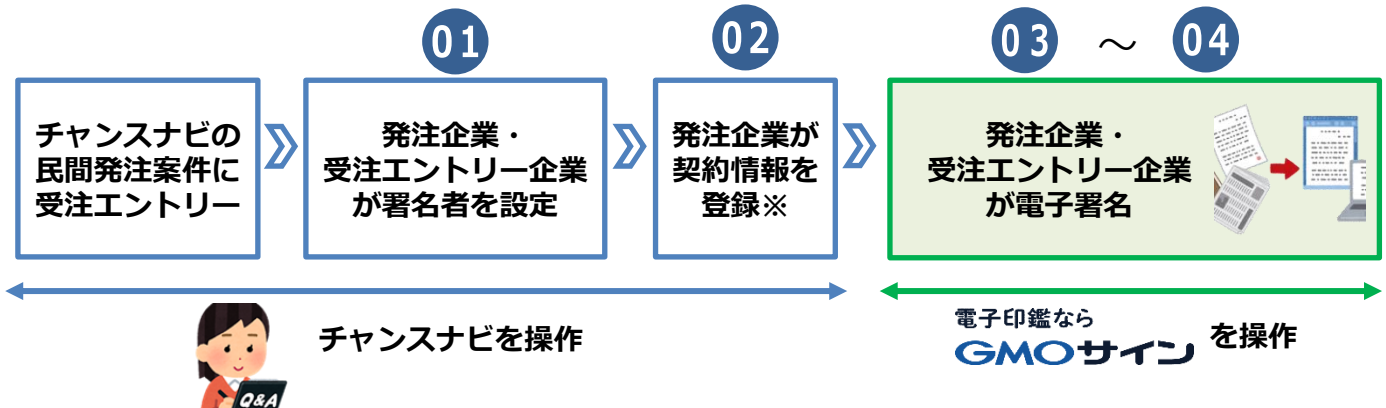 01
02
03 ～ 04
チャンスナビの
民間発注案件に
受注エントリー
発注企業・
受注エントリー企業
が署名者を設定
発注企業が
契約情報を
登録※
発注企業・
受注エントリー企業
が電子署名
チャンスナビを操作
電子印鑑なら
GMOサイン を操作
Q&A